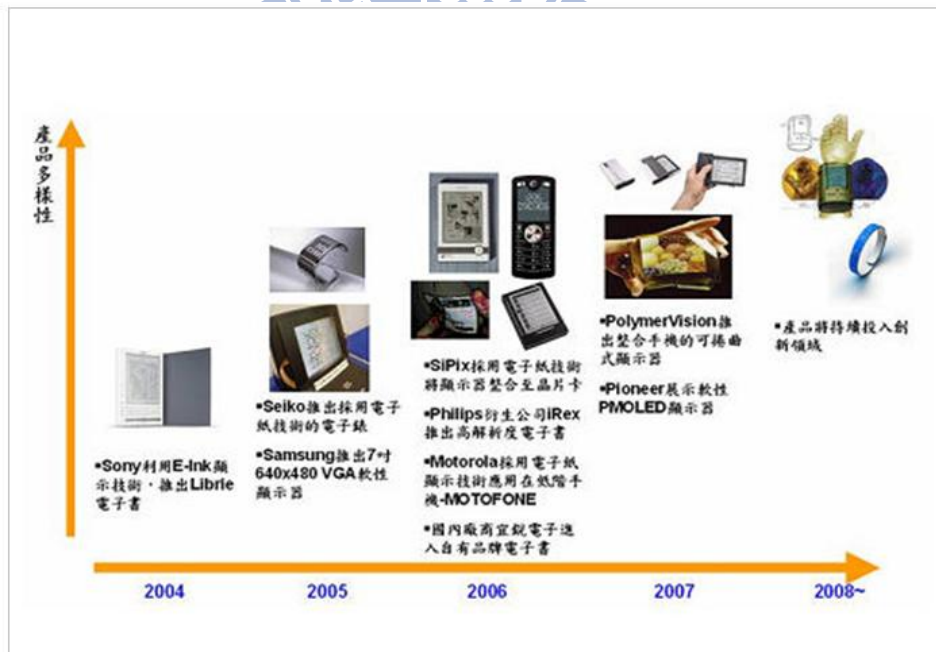 產品多樣性
▪Sony利用E-Ink顯
示技術，推出Librie
電子書
▪Seiko推出採用電子
紙技術的電子錶
▪Samsung推出7吋
640x480 VGA軟性
顯示器
▪SiPix採用電子紙技術
將顯示器整合至晶片卡
▪Philips衍生公司iRex
推出高解析度電子書
▪Motorola採用電子紙
顯示技術應用在低階手
機-MOTOFONE
▪國內廠商宜銳電子進
入自有品牌電子書
▪PolymerVision推
出整合手機的可捲曲
式顯示器
▪Pioneer展示軟性
PMOLED顯示器
▪產品將持續投入創
新領域
2004
2005
2006
2007
2008~